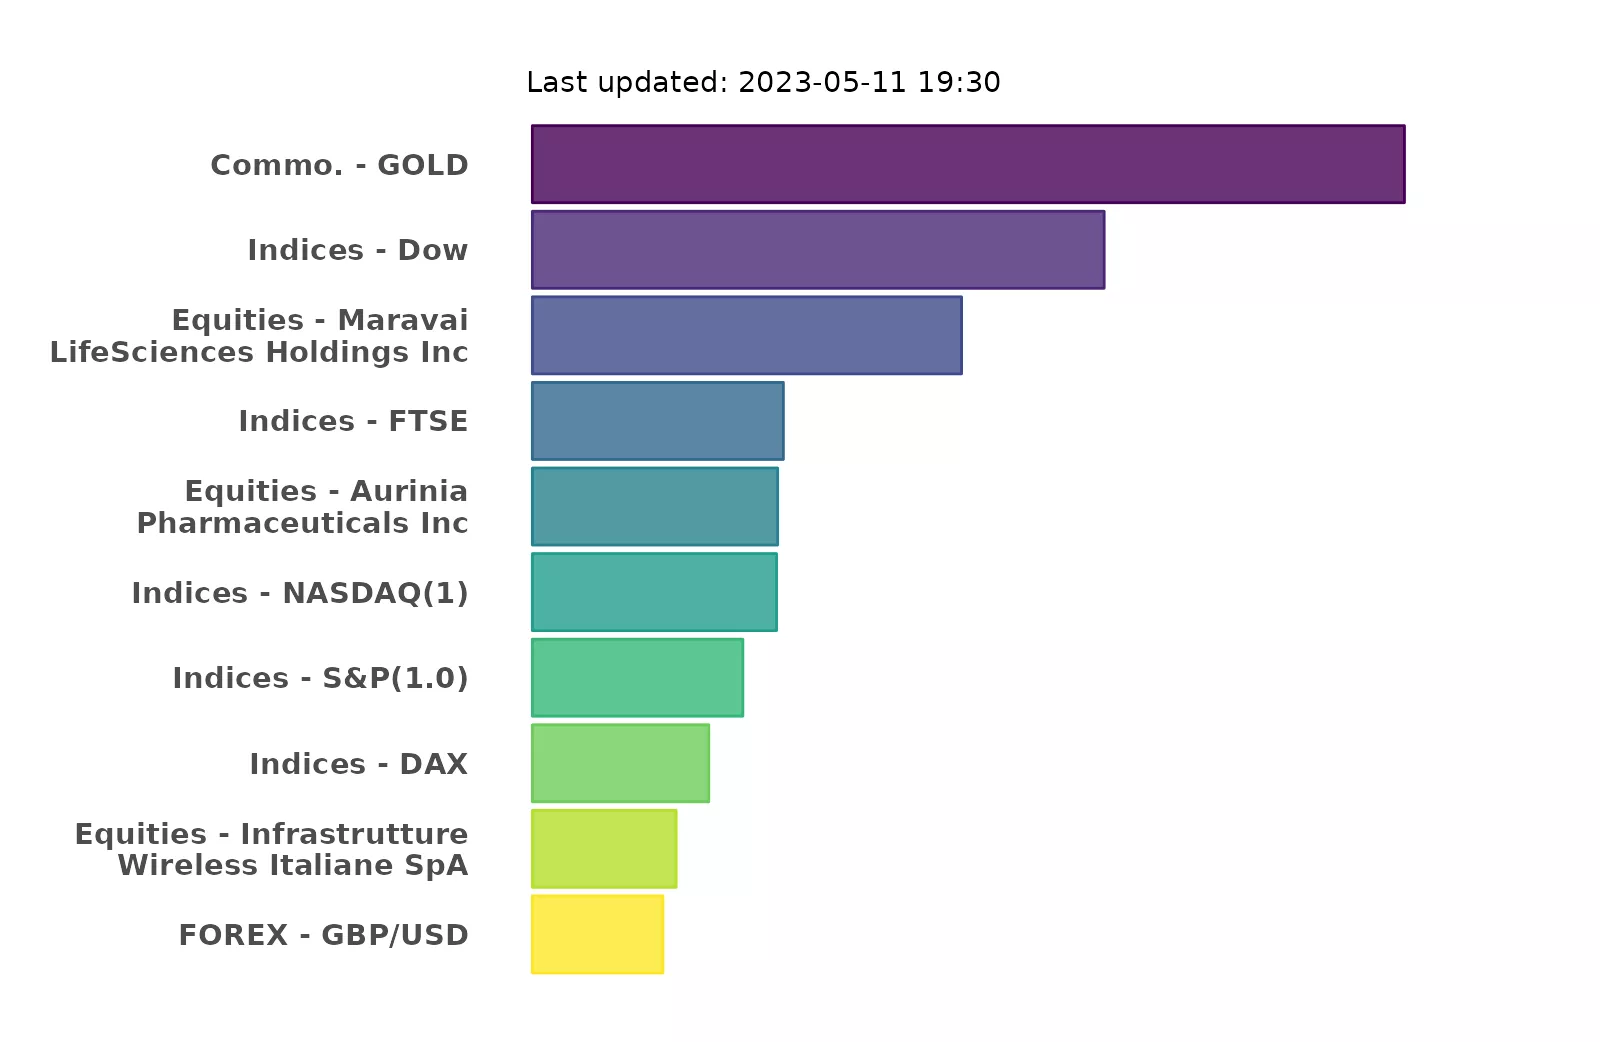 Last updated: 2023-05-11 19:30
Commo. - GOLD
Indices - Dow
Equities - Maravai
LifeSciences Holdings Inc
Indices - FTSE
Equities - Aurinia
Pharmaceuticals Inc
Indices - NASDAQ(1)
Indices - S&P(1.0)
Indices - DAX
Equities - Infrastrutture
Wireless Italiane SpA
FOREX - GBP/USD